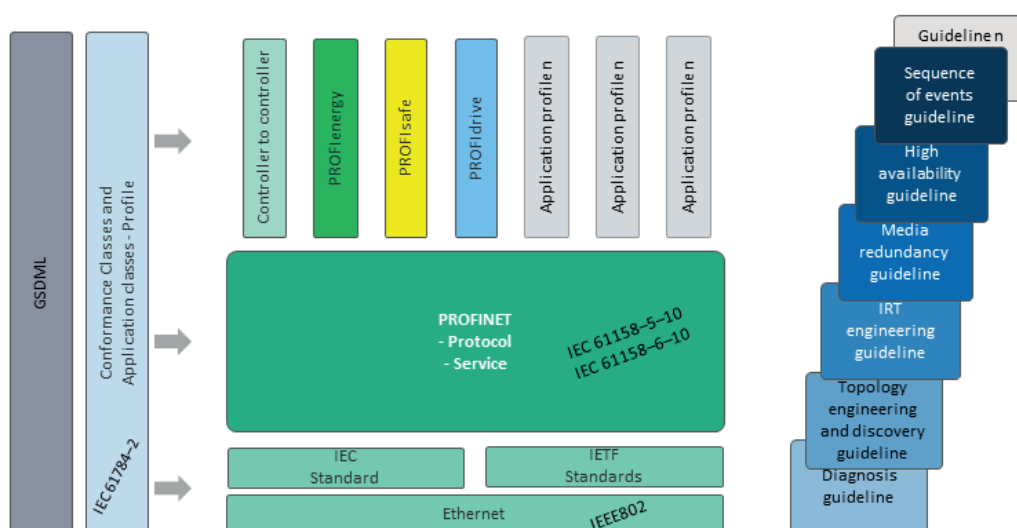 GSDML
Conformance Classes and
Application classes - Profile
IEC61784–2
Controller to controller
PROFIenergy
PROFIsafe
PROFIdrive
Application profile n
Application profile n
Application profile n
PROFINET
- Protocol
- Service
IEC 61158–5–10
IEC 61158–6–10
IEC
Standard
IETF
Standards
Ethernet
IEEE802
Guideline n
Sequence
of events
guideline
High
availability
guideline
Media
redundancy
guideline
IRT
engineering
guideline
Topology
engineering
and discovery
guideline
Diagnosis
guideline